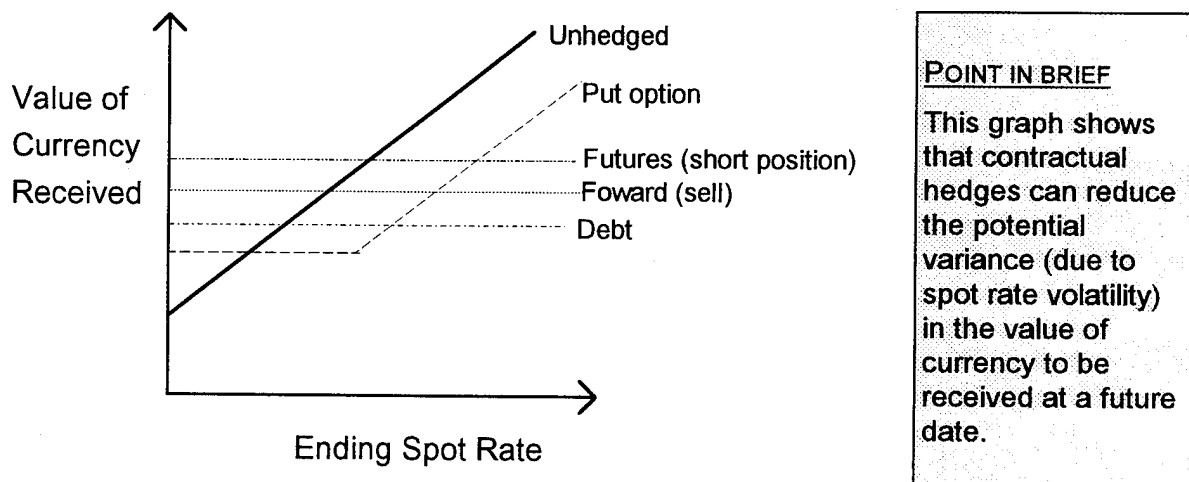 Unhedged
Put option
Value of
Currency
Received
Futures (short position)
Foward (sell)
Debt
Ending Spot Rate
POINT IN BRIEF
This graph shows
that contractual
hedges can reduce
the potential
variance (due to
spot rate volatility)
in the value of
currency to be
received at a future
date.